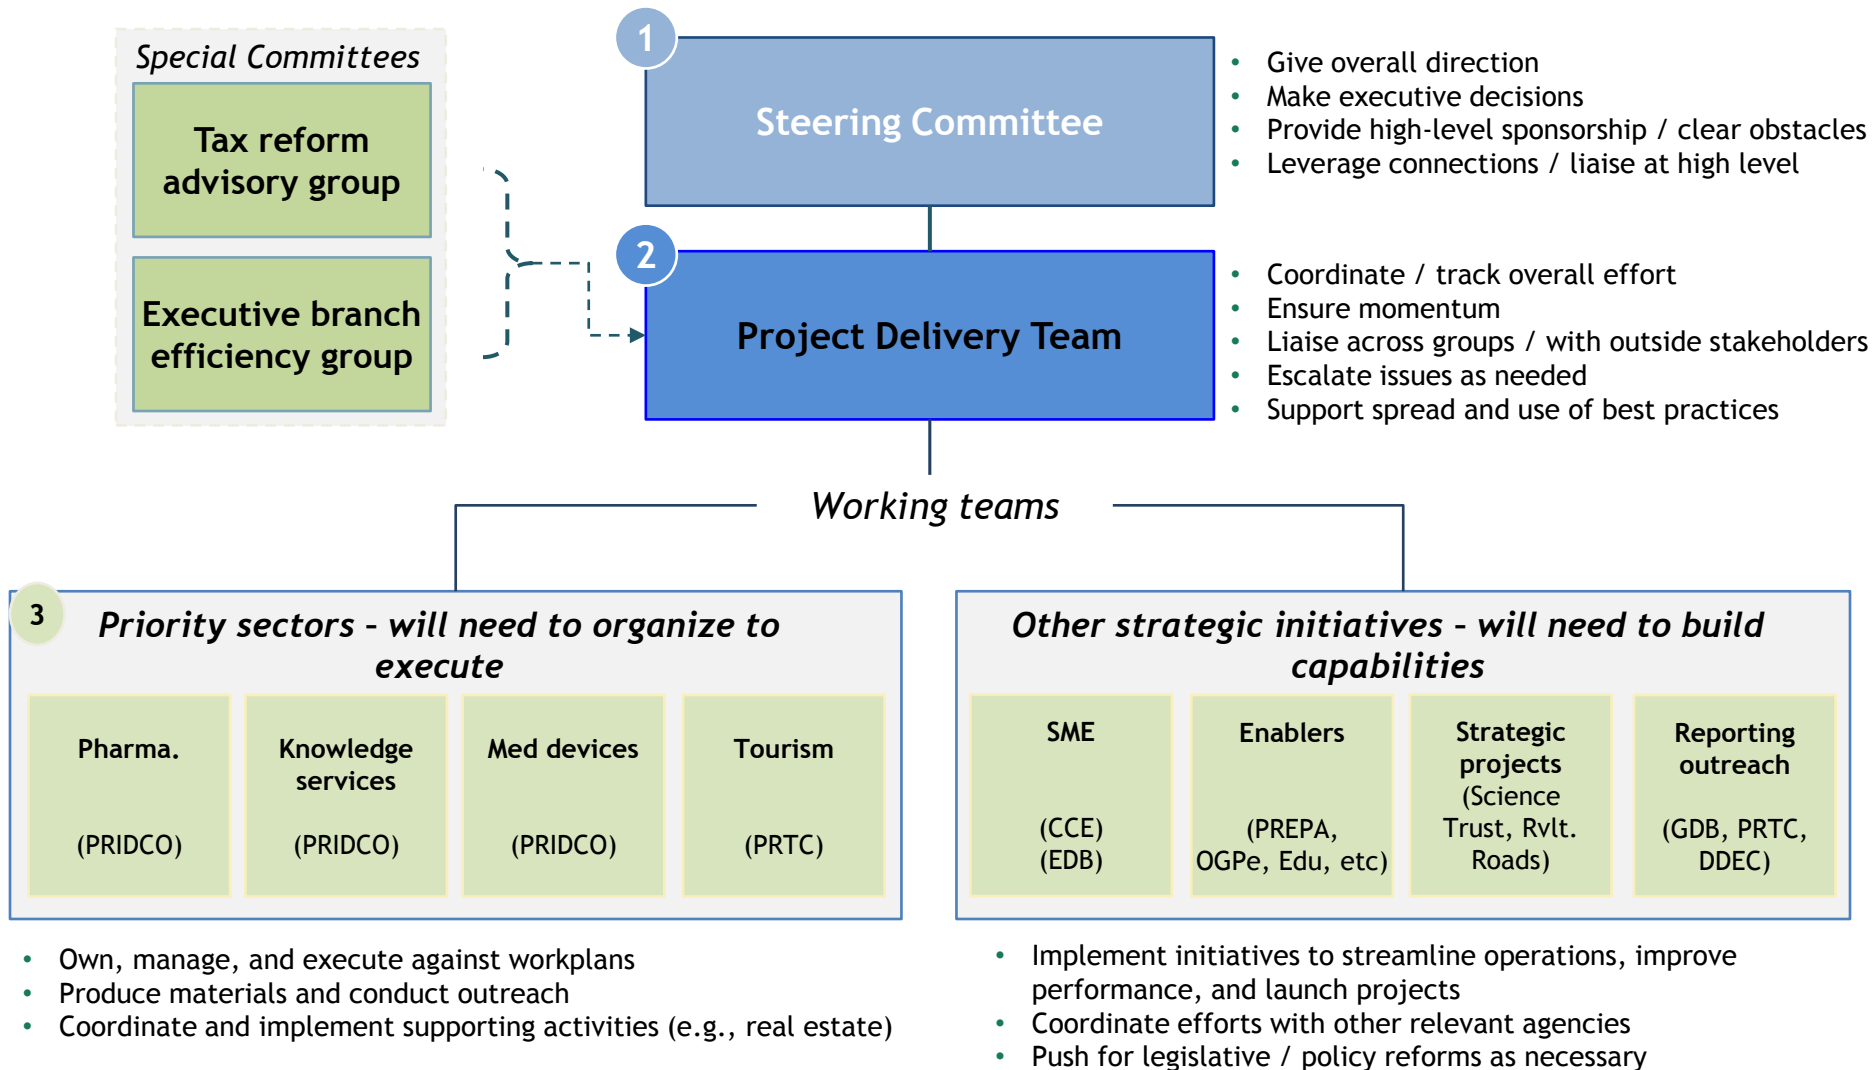 Special Committees
Tax reform
advisory group
Executive branch
efficiency group
1
Steering Committee
• Give overall direction
• Make executive decisions
• Provide high-level sponsorship / clear obstacles
• Leverage connections / liaise at high level
2
Project Delivery Team
• Coordinate / track overall effort
• Ensure momentum
• Liaise across groups / with outside stakeholders
• Escalate issues as needed
• Support spread and use of best practices
Working teams
3
Priority sectors – will need to organize to
execute
Pharma.
(PRIDCO)
Knowledge
services
(PRIDCO)
Med devices
(PRIDCO)
Tourism
(PRTC)
• Own, manage, and execute against workplans
• Produce materials and conduct outreach
• Coordinate and implement supporting activities (e.g., real estate)
Other strategic initiatives – will need to build
capabilities
SME
(CCE)
(EDB)
Enablers
(PREPA,
OGPe, Edu, etc)
Strategic
projects
(Science
Trust, Rvlt.
Roads)
Reporting
outreach
(GDB, PRTC,
DDEC)
• Implement initiatives to streamline operations, improve
performance, and launch projects
• Coordinate efforts with other relevant agencies
• Push for legislative / policy reforms as necessary